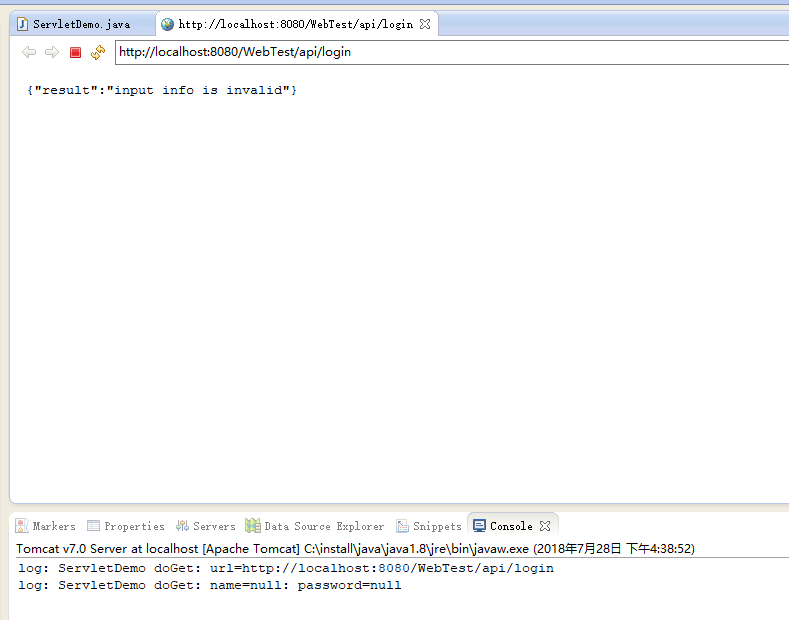 ServletDemo.java http://localhost:8080/WebTest/api/login
http://localhost:8080/WebTest/api/login
{"result":"input info is invalid"}
Markers Properties Servers Data Source Explorer Snippets Console
Tomcat v7.0 Server at localhost [Apache Tomcat] C:\install\java\java1.8\jre\bin\javaw.exe (2018年7月28日 下午4:38:52)
log: ServletDemo doGet: url=http://localhost:8080/WebTest/api/login
log: ServletDemo doGet: name=null: password=null